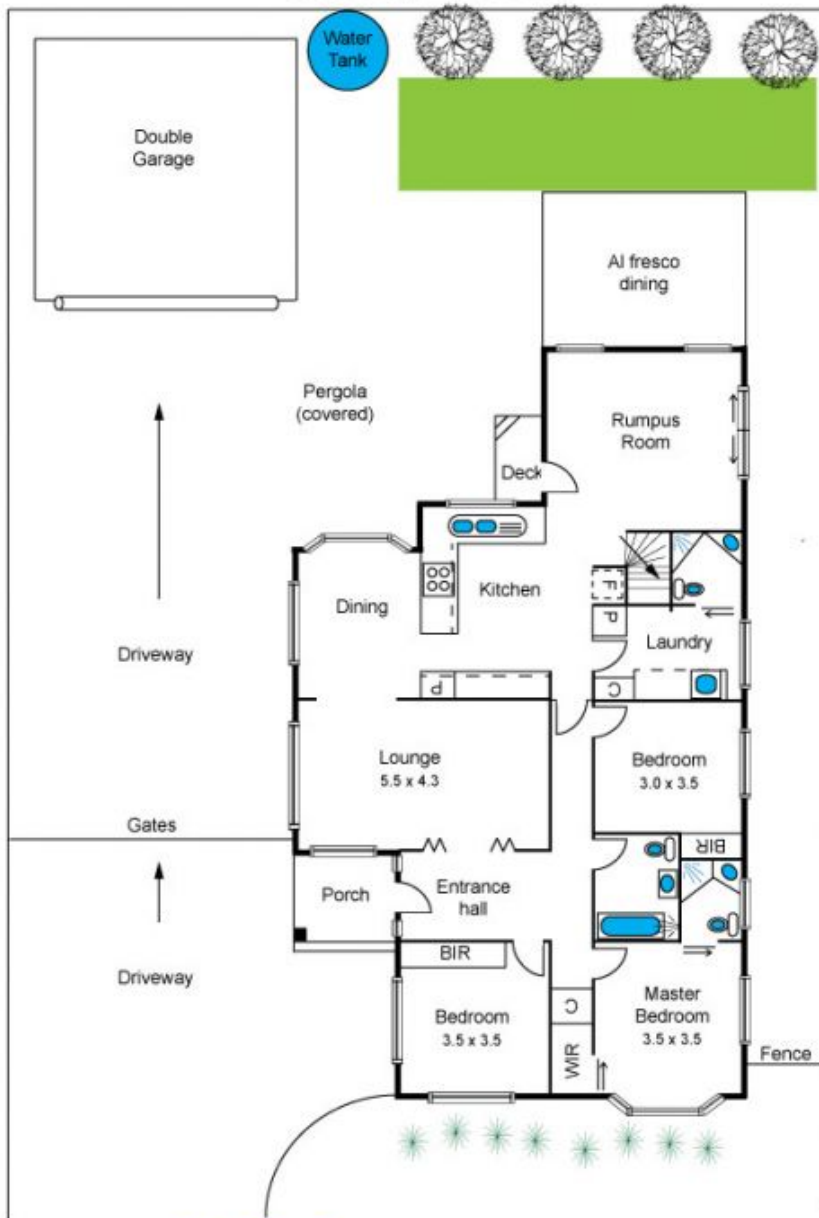 Water
Tank
Double
Garage
Al fresco
dining
Pergola
(covered)
Rumpus
Room
Deck
Kitchen
F
Dining
P
Laundry
Driveway
P
C
Lounge
5.5 x 4.3
Bedroom
3.0 x 3.5
Gates
BIR
Porch
Entrance
hall
BIR
Driveway
Bedroom
3.5 x 3.5
C
Master
Bedroom
3.5 x 3.5
WIR
Fence